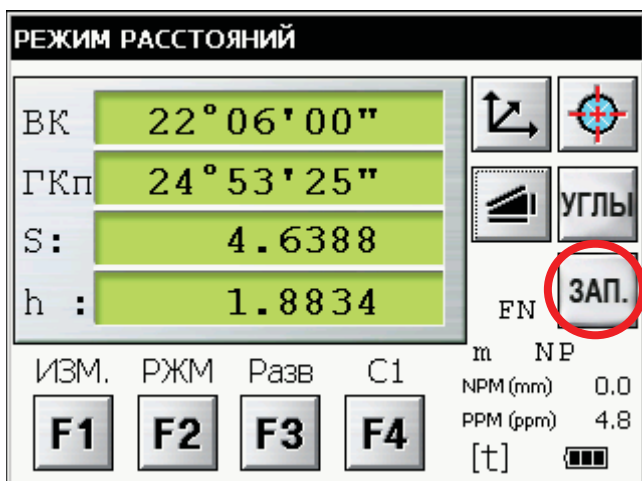 РЕЖИМ РАССТОЯНИЙ
ВК 22°06'00"
ГКп 24°53'25"
S: 4.6388
h : 1.8834
УГЛЫ
ЗАП.
FN
m NP
NPM (mm) 0.0
PPM (ppm) 4.8
[t]
ИЗМ. РЖМ Разв С1
F1 F2 F3 F4